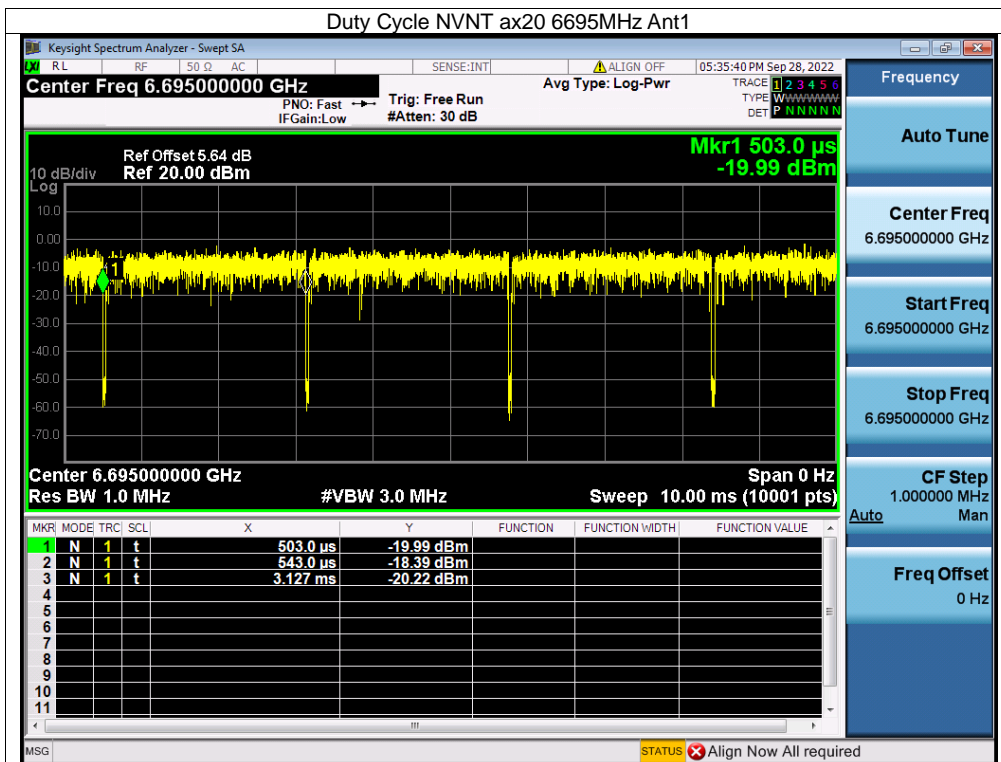 Duty Cycle NVNT ax20 6695MHz Ant1
Keysight Spectrum Analyzer - Swept SA
LXI RL RF 50 Ω AC SENSE:INT ALIGN OFF 05:35:40 PM Sep 28, 2022
Center Freq 6.695000000 GHz
PNO: Fast
IFGain:Low
Trig: Free Run
#Atten: 30 dB
Avg Type: Log-Pwr
TRACE 1 2 3 4 5 6
TYPE WWWWWWW
DET P N N N N N
Ref Offset 5.64 dB
10 dB/div Ref 20.00 dBm
Log
Mkr1 503.0 µs
-19.99 dBm
10.0
0.00
-10.0
-20.0
-30.0
-40.0
-50.0
-60.0
-70.0
1
Center 6.695000000 GHz Span 0 Hz
Res BW 1.0 MHz #VBW 3.0 MHz Sweep 10.00 ms (10001 pts)
MKR MODE TRC SCL X Y FUNCTION FUNCTION WIDTH FUNCTION VALUE
1 N 1 t 503.0 µs -19.99 dBm
2 N 1 t 543.0 µs -18.39 dBm
3 N 1 t 3.127 ms -20.22 dBm
4
5
6
7
8
9
10
11
MSG STATUS Align Now All required
Frequency
Auto Tune
Center Freq
6.695000000 GHz
Start Freq
6.695000000 GHz
Stop Freq
6.695000000 GHz
CF Step
1.000000 MHz
Auto Man
Freq Offset
0 Hz